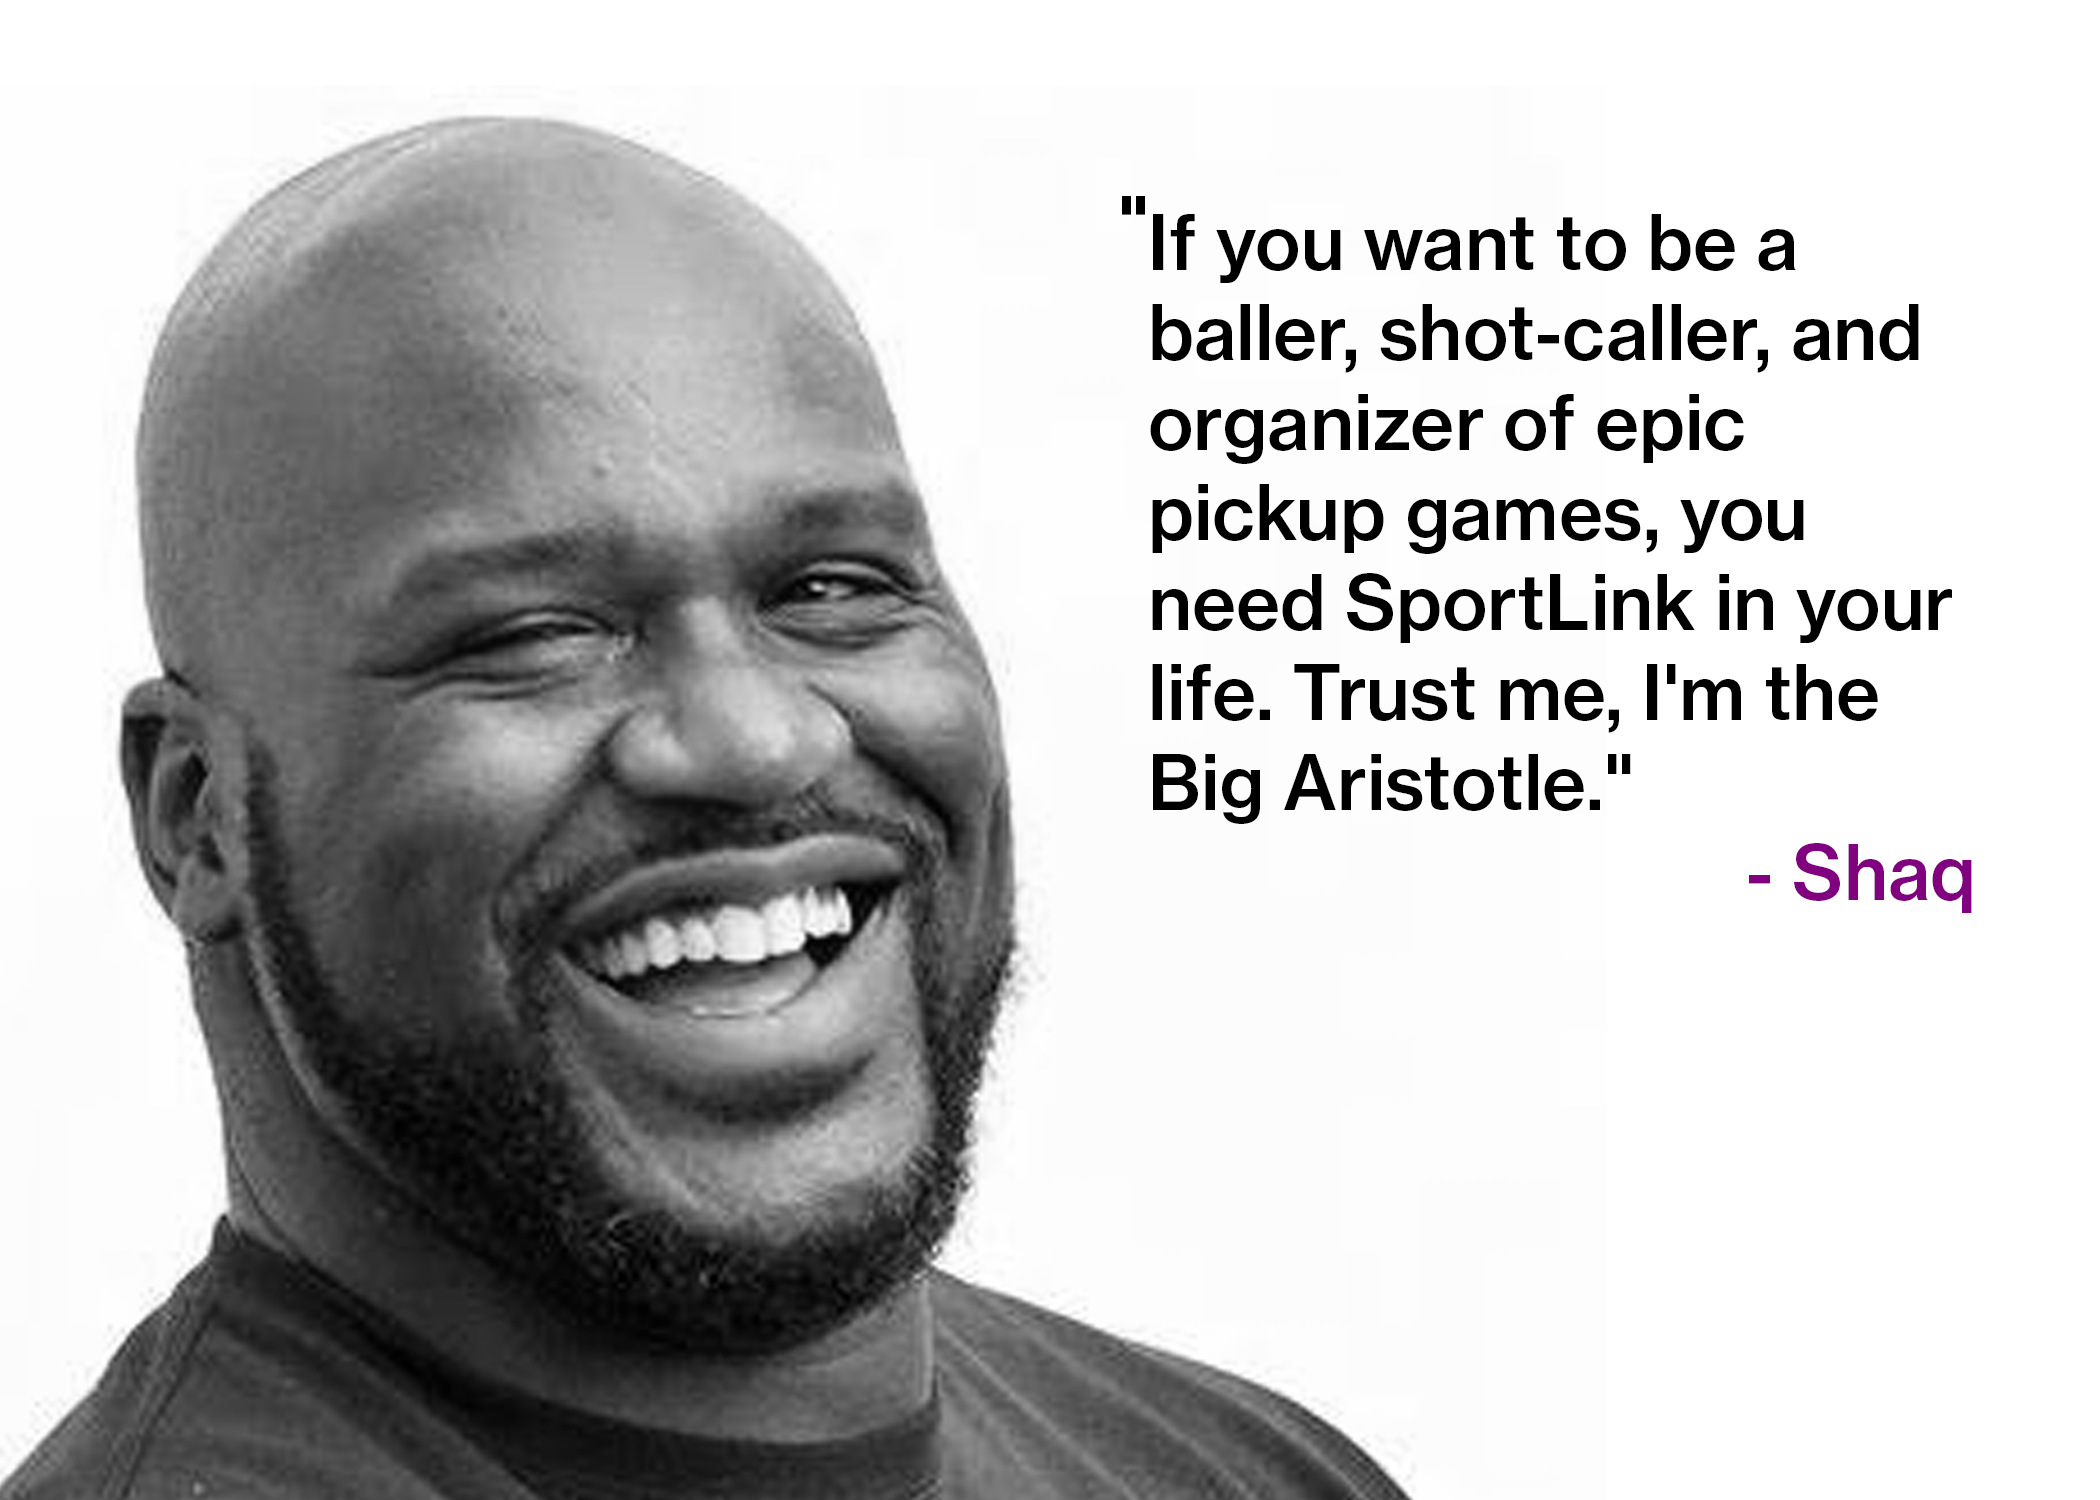 "If you want to be a
baller, shot-caller, and
organizer of epic
pickup games, you
need SportLink in your
life. Trust me, I'm the
Big Aristotle."
- Shaq